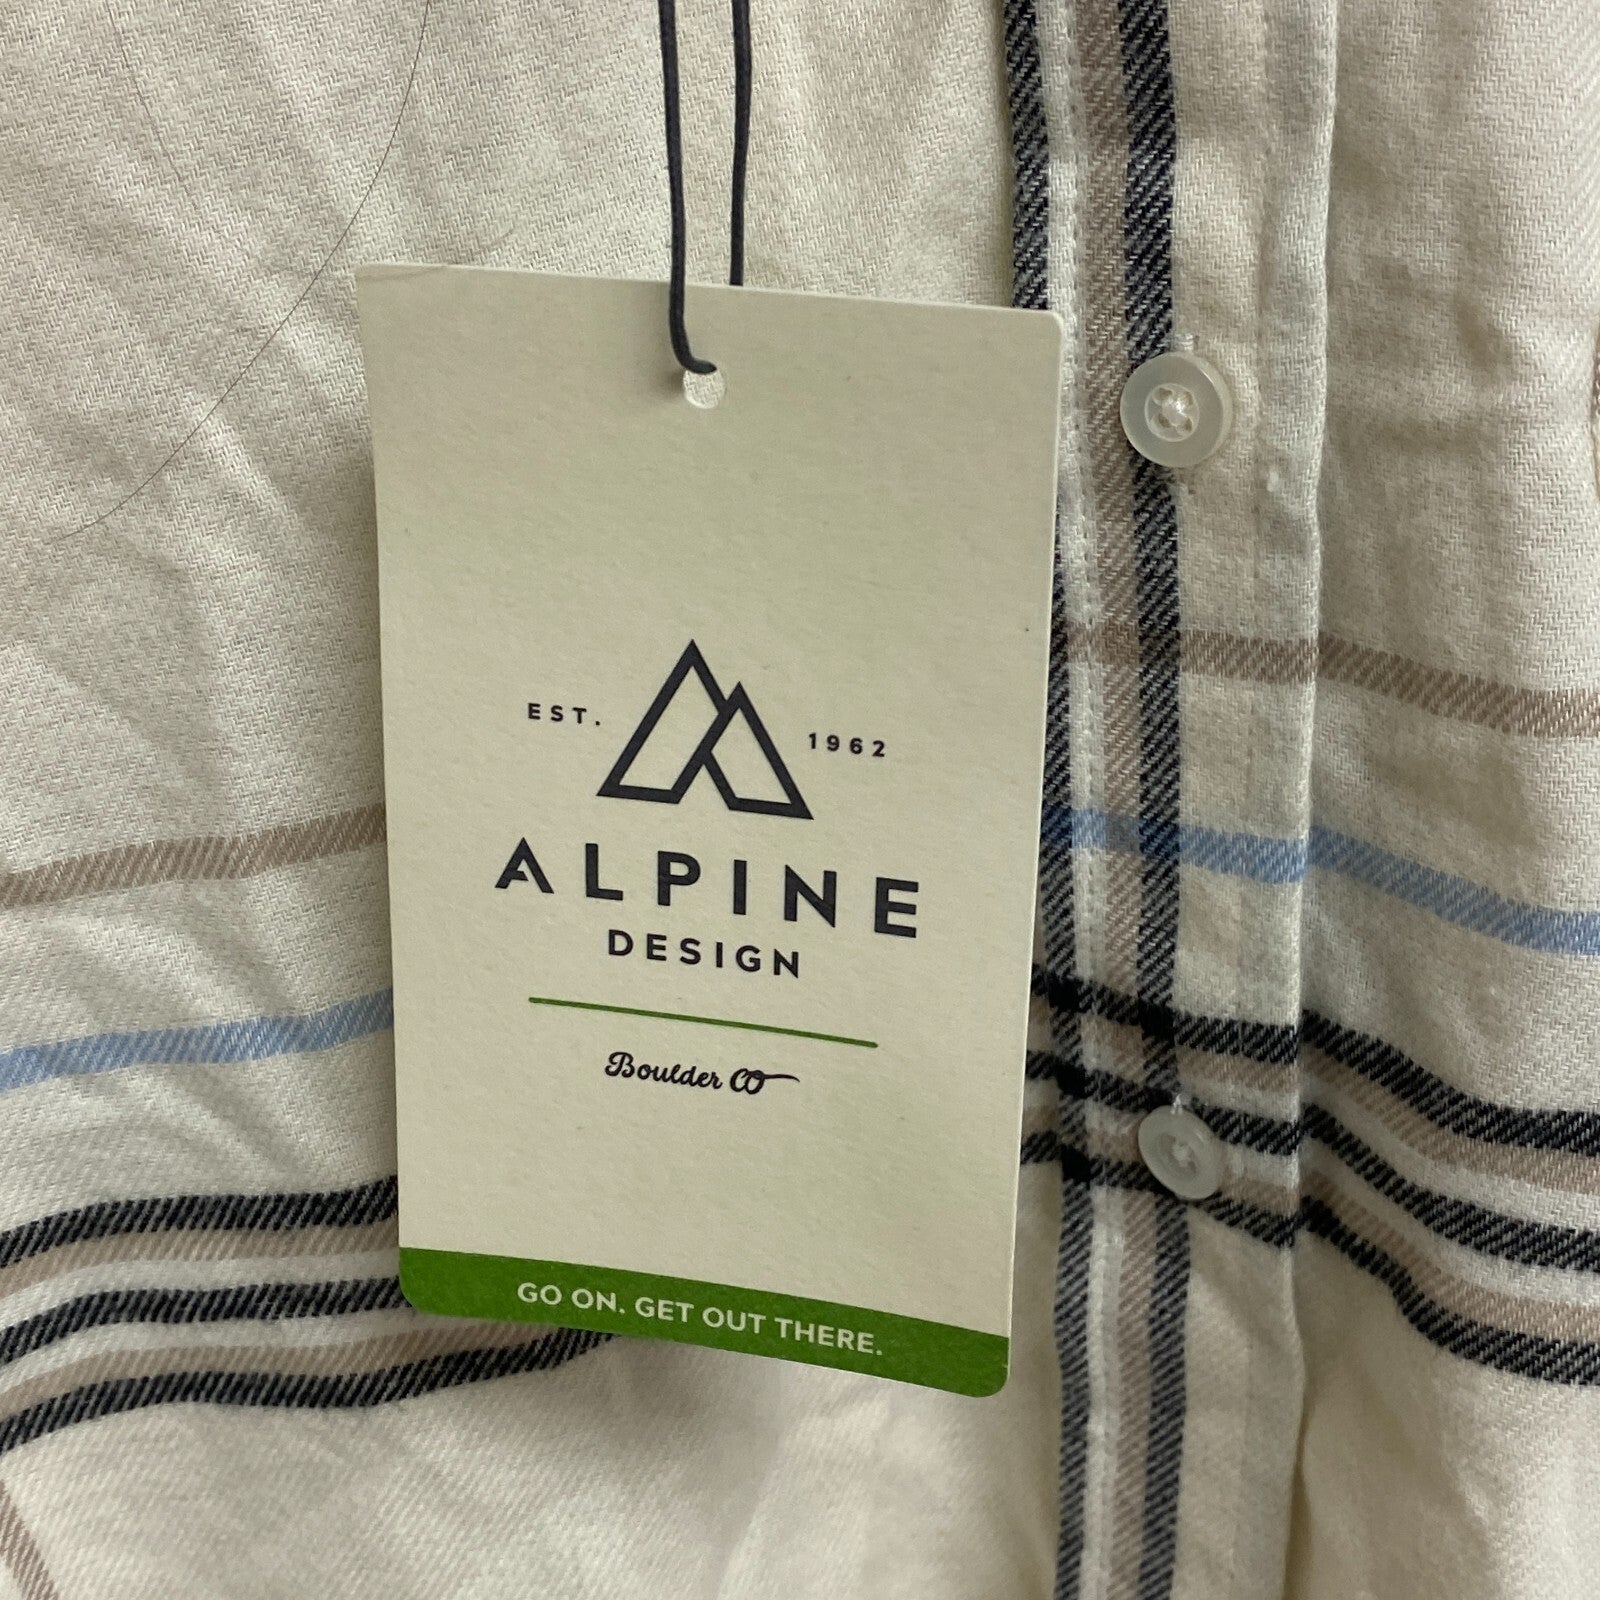 EST. 1962
ALPINE
DESIGN
Boulder CO
GO ON. GET OUT THERE.